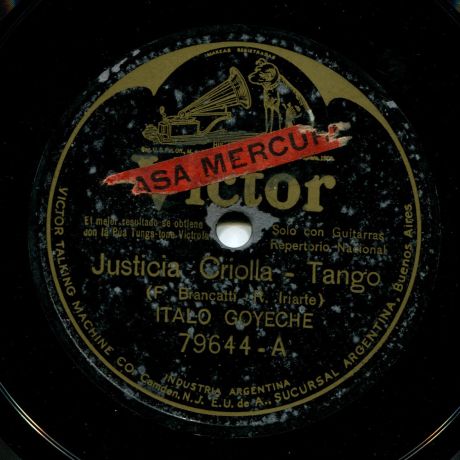 MARCAS REGISTRADAS
ASA MERCUR
Victor
El mejor resultado se obtiene
con la Púa Tungs-tone Victrola
Solo con Guitarras
Repertorio Nacional
Justicia Criolla - Tango
(F. Brancatti - R. Iriarte)
ITALO GOYECHE
79644-A
INDUSTRIA ARGENTINA
VICTOR TALKING MACHINE CO. Camden, N.J. E.U. de A., SUCURSAL ARGENTINA, Buenos Aires.